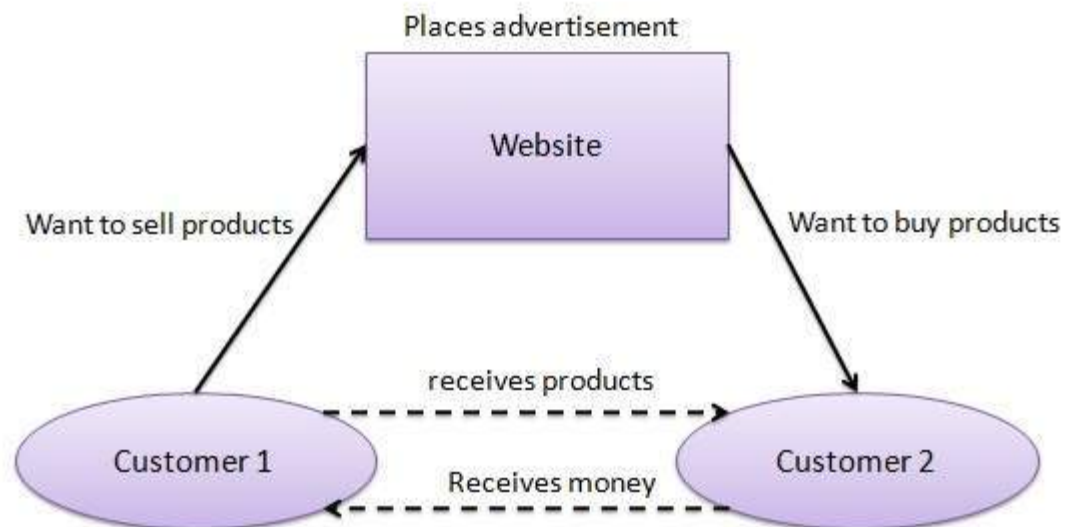 Places advertisement
Website
Want to sell products
Want to buy products
receives products
Customer 1
Customer 2
Receives money